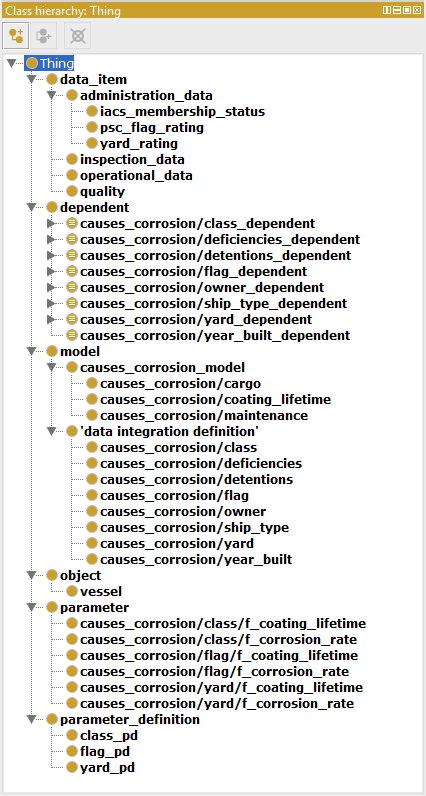 Class hierarchy: Thing
Thing
data_item
administration_data
iacs_membership_status
psc_flag_rating
yard_rating
inspection_data
operational_data
quality
dependent
causes_corrosion/class_dependent
causes_corrosion/deficiencies_dependent
causes_corrosion/detentions_dependent
causes_corrosion/flag_dependent
causes_corrosion/owner_dependent
causes_corrosion/ship_type_dependent
causes_corrosion/yard_dependent
causes_corrosion/year_built_dependent
model
causes_corrosion_model
causes_corrosion/cargo
causes_corrosion/coating_lifetime
causes_corrosion/maintenance
'data integration definition'
causes_corrosion/class
causes_corrosion/deficiencies
causes_corrosion/detentions
causes_corrosion/flag
causes_corrosion/owner
causes_corrosion/ship_type
causes_corrosion/yard
causes_corrosion/year_built
object
vessel
parameter
causes_corrosion/class/f_coating_lifetime
causes_corrosion/class/f_corrosion_rate
causes_corrosion/flag/f_coating_lifetime
causes_corrosion/flag/f_corrosion_rate
causes_corrosion/yard/f_coating_lifetime
causes_corrosion/yard/f_corrosion_rate
parameter_definition
class_pd
flag_pd
yard_pd